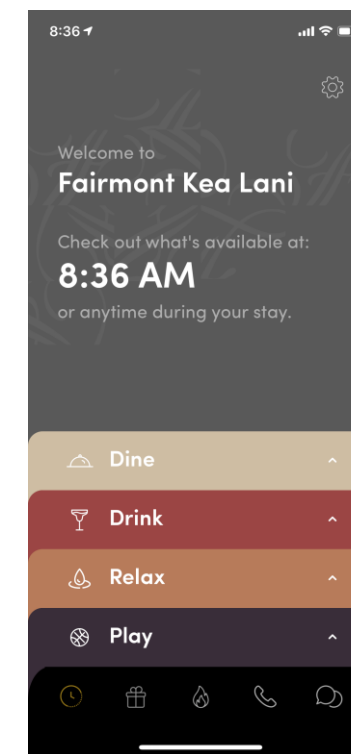 8:36
Welcome to
Fairmont Kea Lani
Check out what's available at:
8:36 AM
or anytime during your stay.
Dine
Drink
Relax
Play